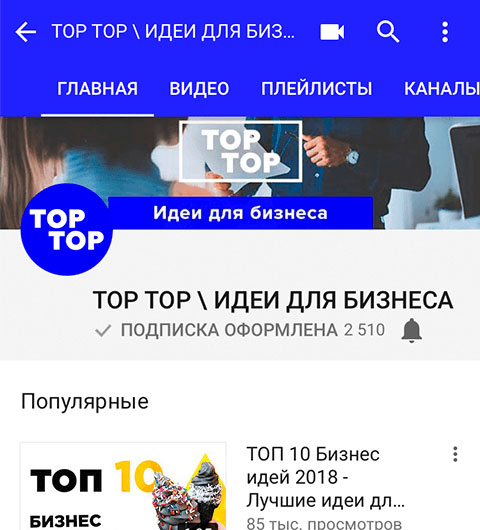 TOP TOP \ ИДЕИ ДЛЯ БИЗ...
ГЛАВНАЯ ВИДЕО ПЛЕЙЛИСТЫ КАНАЛЫ
TOP
TOP
Идеи для бизнеса
TOP
TOP
TOP TOP \ ИДЕИ ДЛЯ БИЗНЕСА
ПОДПИСКА ОФОРМЛЕНА 2 510
Популярные
ТОП 10
БИЗНЕС
ТОП 10 Бизнес
идей 2018 -
Лучшие идеи дл...
85 тыс. просмотров